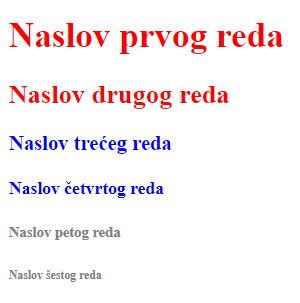 Naslov prvog reda
Naslov drugog reda
Naslov trećeg reda
Naslov četvrtog reda
Naslov petog reda
Naslov šestog reda